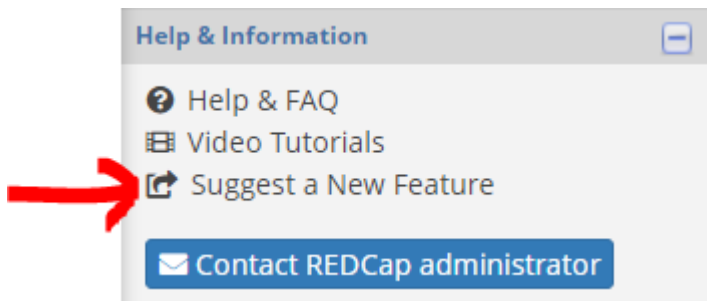 Help & Information
Help & FAQ
Video Tutorials
Suggest a New Feature
Contact REDCap administrator